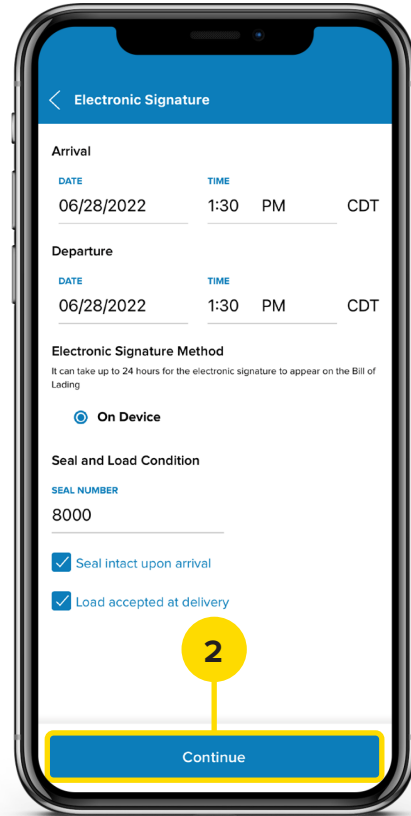 Electronic Signature
Arrival
DATE TIME
06/28/2022 1:30 PM CDT
Departure
DATE TIME
06/28/2022 1:30 PM CDT
Electronic Signature Method
It can take up to 24 hours for the electronic signature to appear on the Bill of
Lading
On Device
Seal and Load Condition
SEAL NUMBER
8000
Seal intact upon arrival
Load accepted at delivery
2
Continue